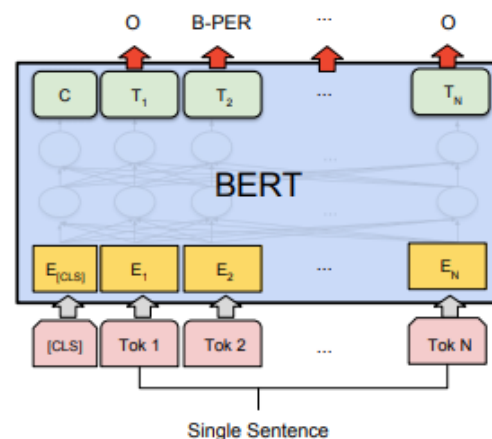 O B-PER ... O
C T1 T2 ... TN
...
BERT
...
E[CLS] E1 E2 ... EN
[CLS] Tok 1 Tok 2 ... Tok N
Single Sentence